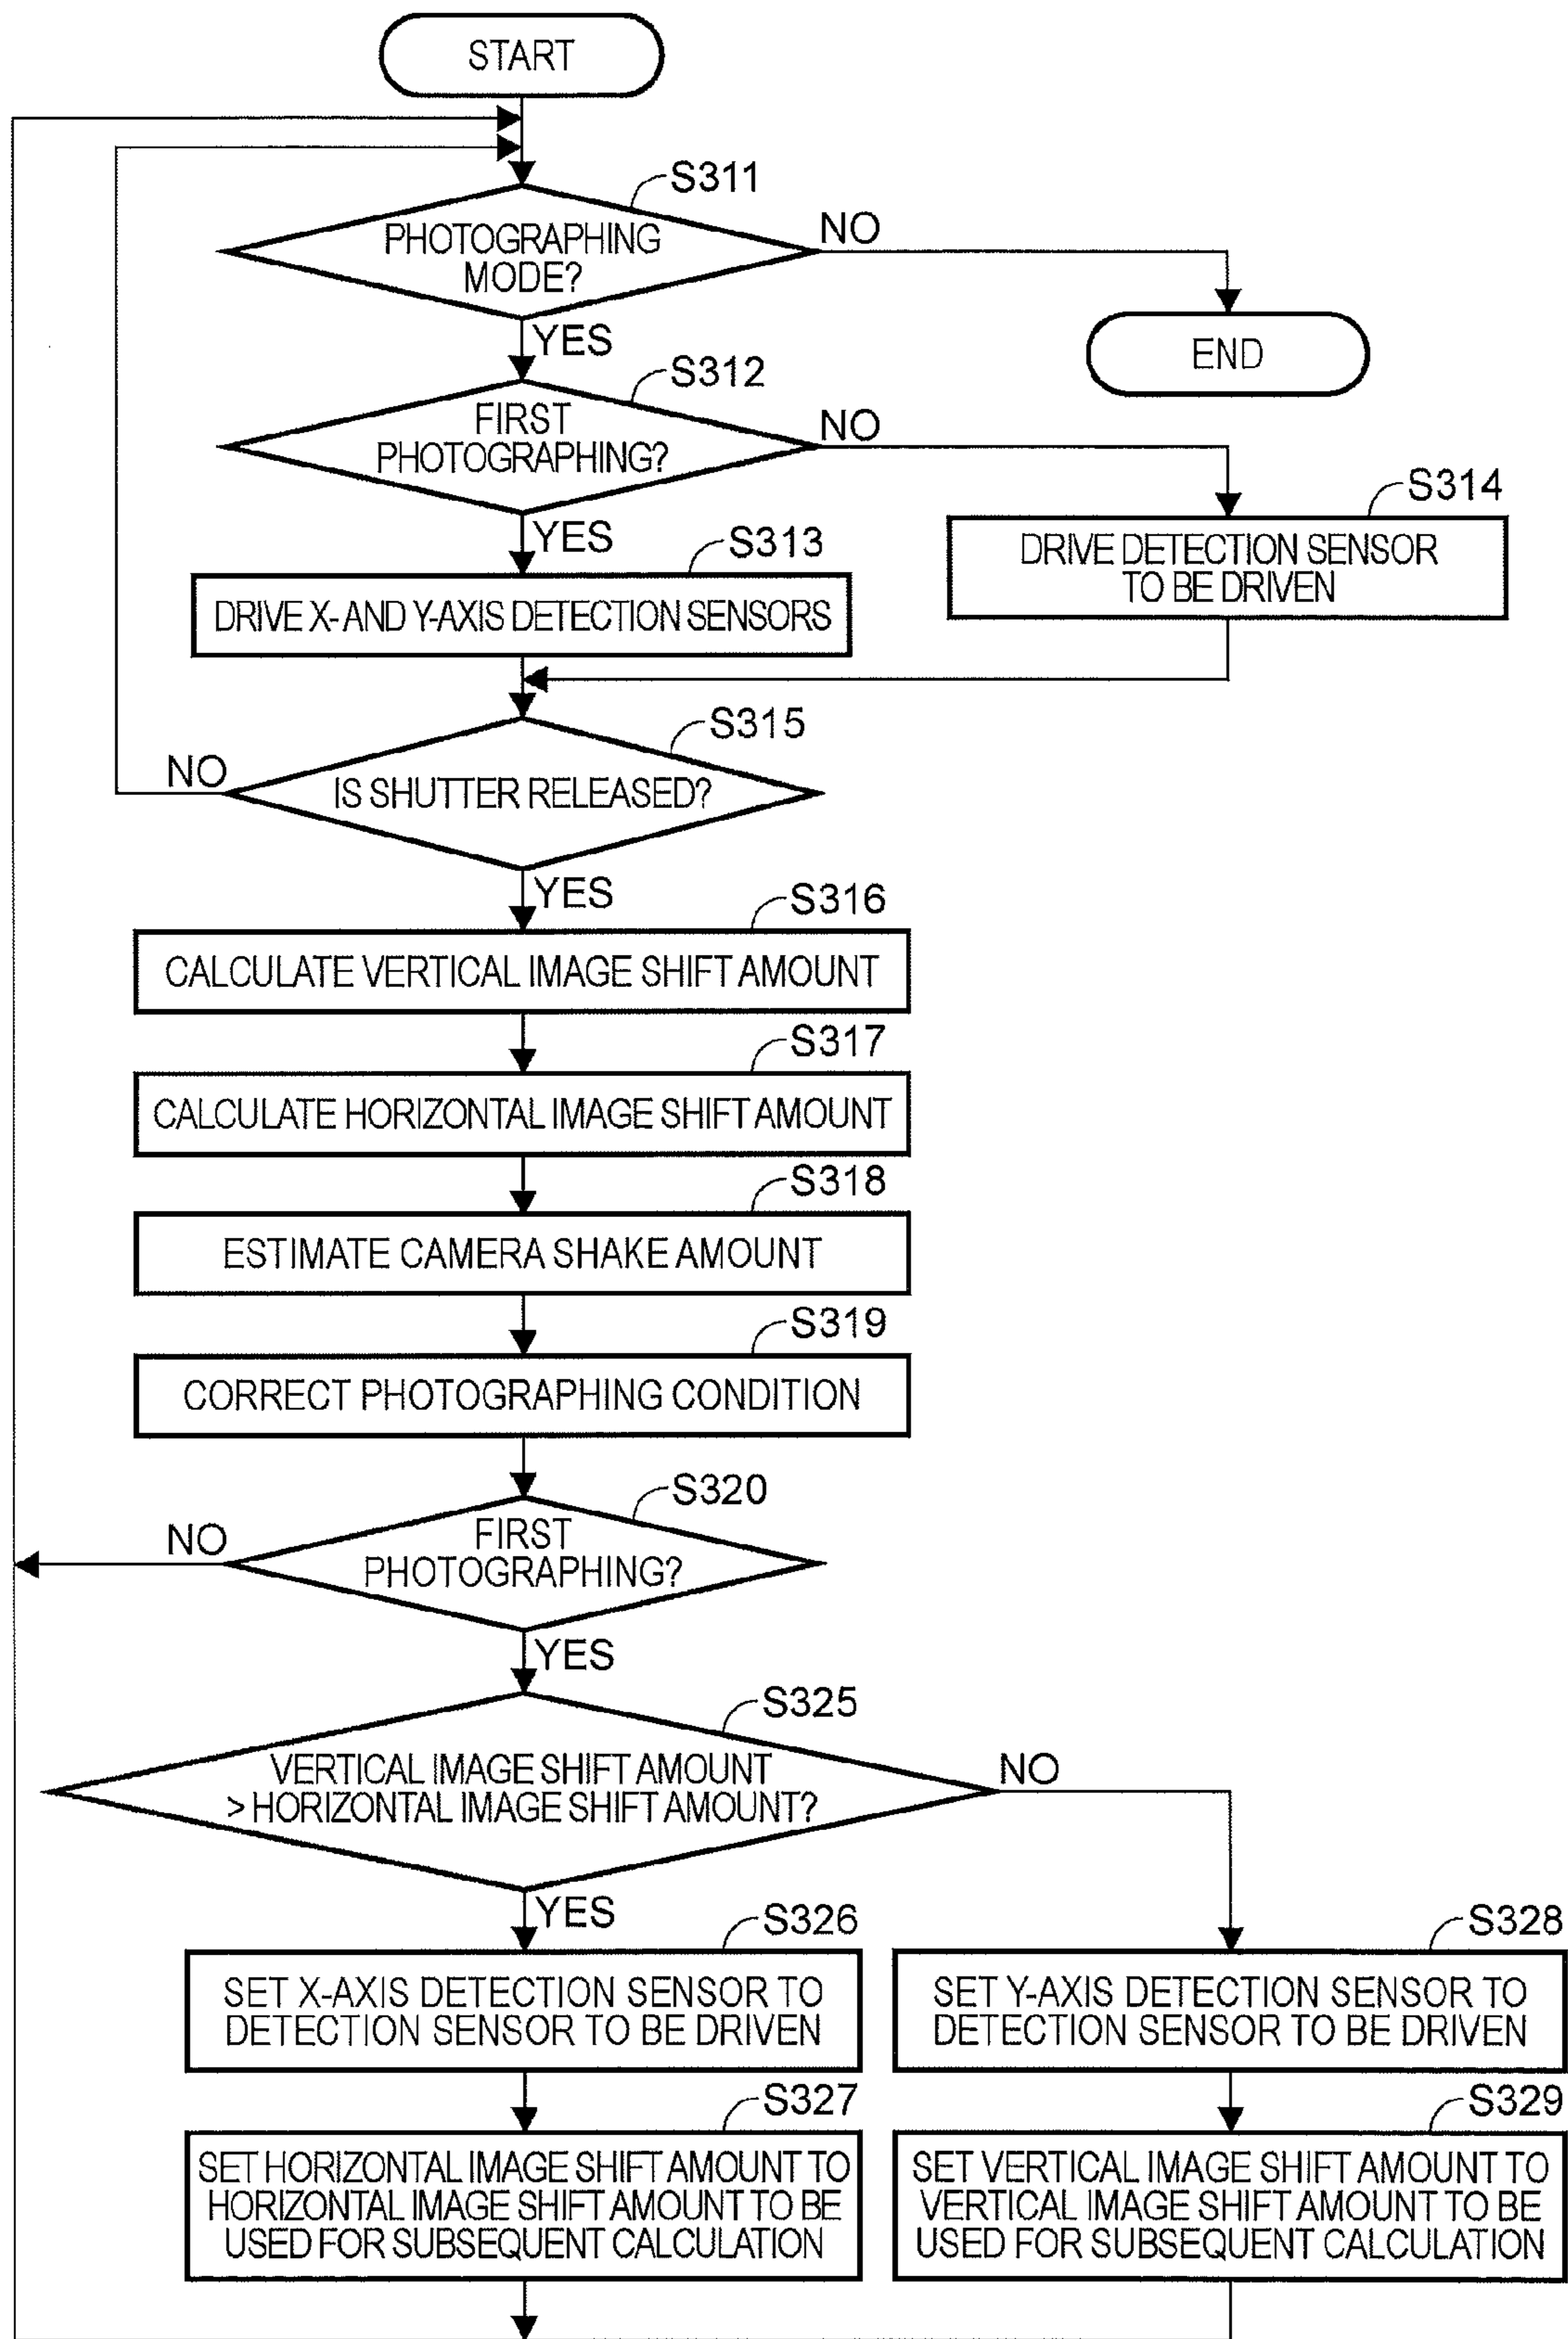 START
S311
PHOTOGRAPHING
MODE?
NO
YES
END
S312
FIRST
PHOTOGRAPHING?
NO
YES
S313
DRIVE X- AND Y-AXIS DETECTION SENSORS
S314
DRIVE DETECTION SENSOR
TO BE DRIVEN
S315
IS SHUTTER RELEASED?
NO
YES
S316
CALCULATE VERTICAL IMAGE SHIFT AMOUNT
S317
CALCULATE HORIZONTAL IMAGE SHIFT AMOUNT
S318
ESTIMATE CAMERA SHAKE AMOUNT
S319
CORRECT PHOTOGRAPHING CONDITION
S320
FIRST
PHOTOGRAPHING?
NO
YES
S325
VERTICAL IMAGE SHIFT AMOUNT
> HORIZONTAL IMAGE SHIFT AMOUNT?
NO
YES
S326
SET X-AXIS DETECTION SENSOR TO
DETECTION SENSOR TO BE DRIVEN
S328
SET Y-AXIS DETECTION SENSOR TO
DETECTION SENSOR TO BE DRIVEN
S327
SET HORIZONTAL IMAGE SHIFT AMOUNT TO
HORIZONTAL IMAGE SHIFT AMOUNT TO BE
USED FOR SUBSEQUENT CALCULATION
S329
SET VERTICAL IMAGE SHIFT AMOUNT TO
VERTICAL IMAGE SHIFT AMOUNT TO BE
USED FOR SUBSEQUENT CALCULATION